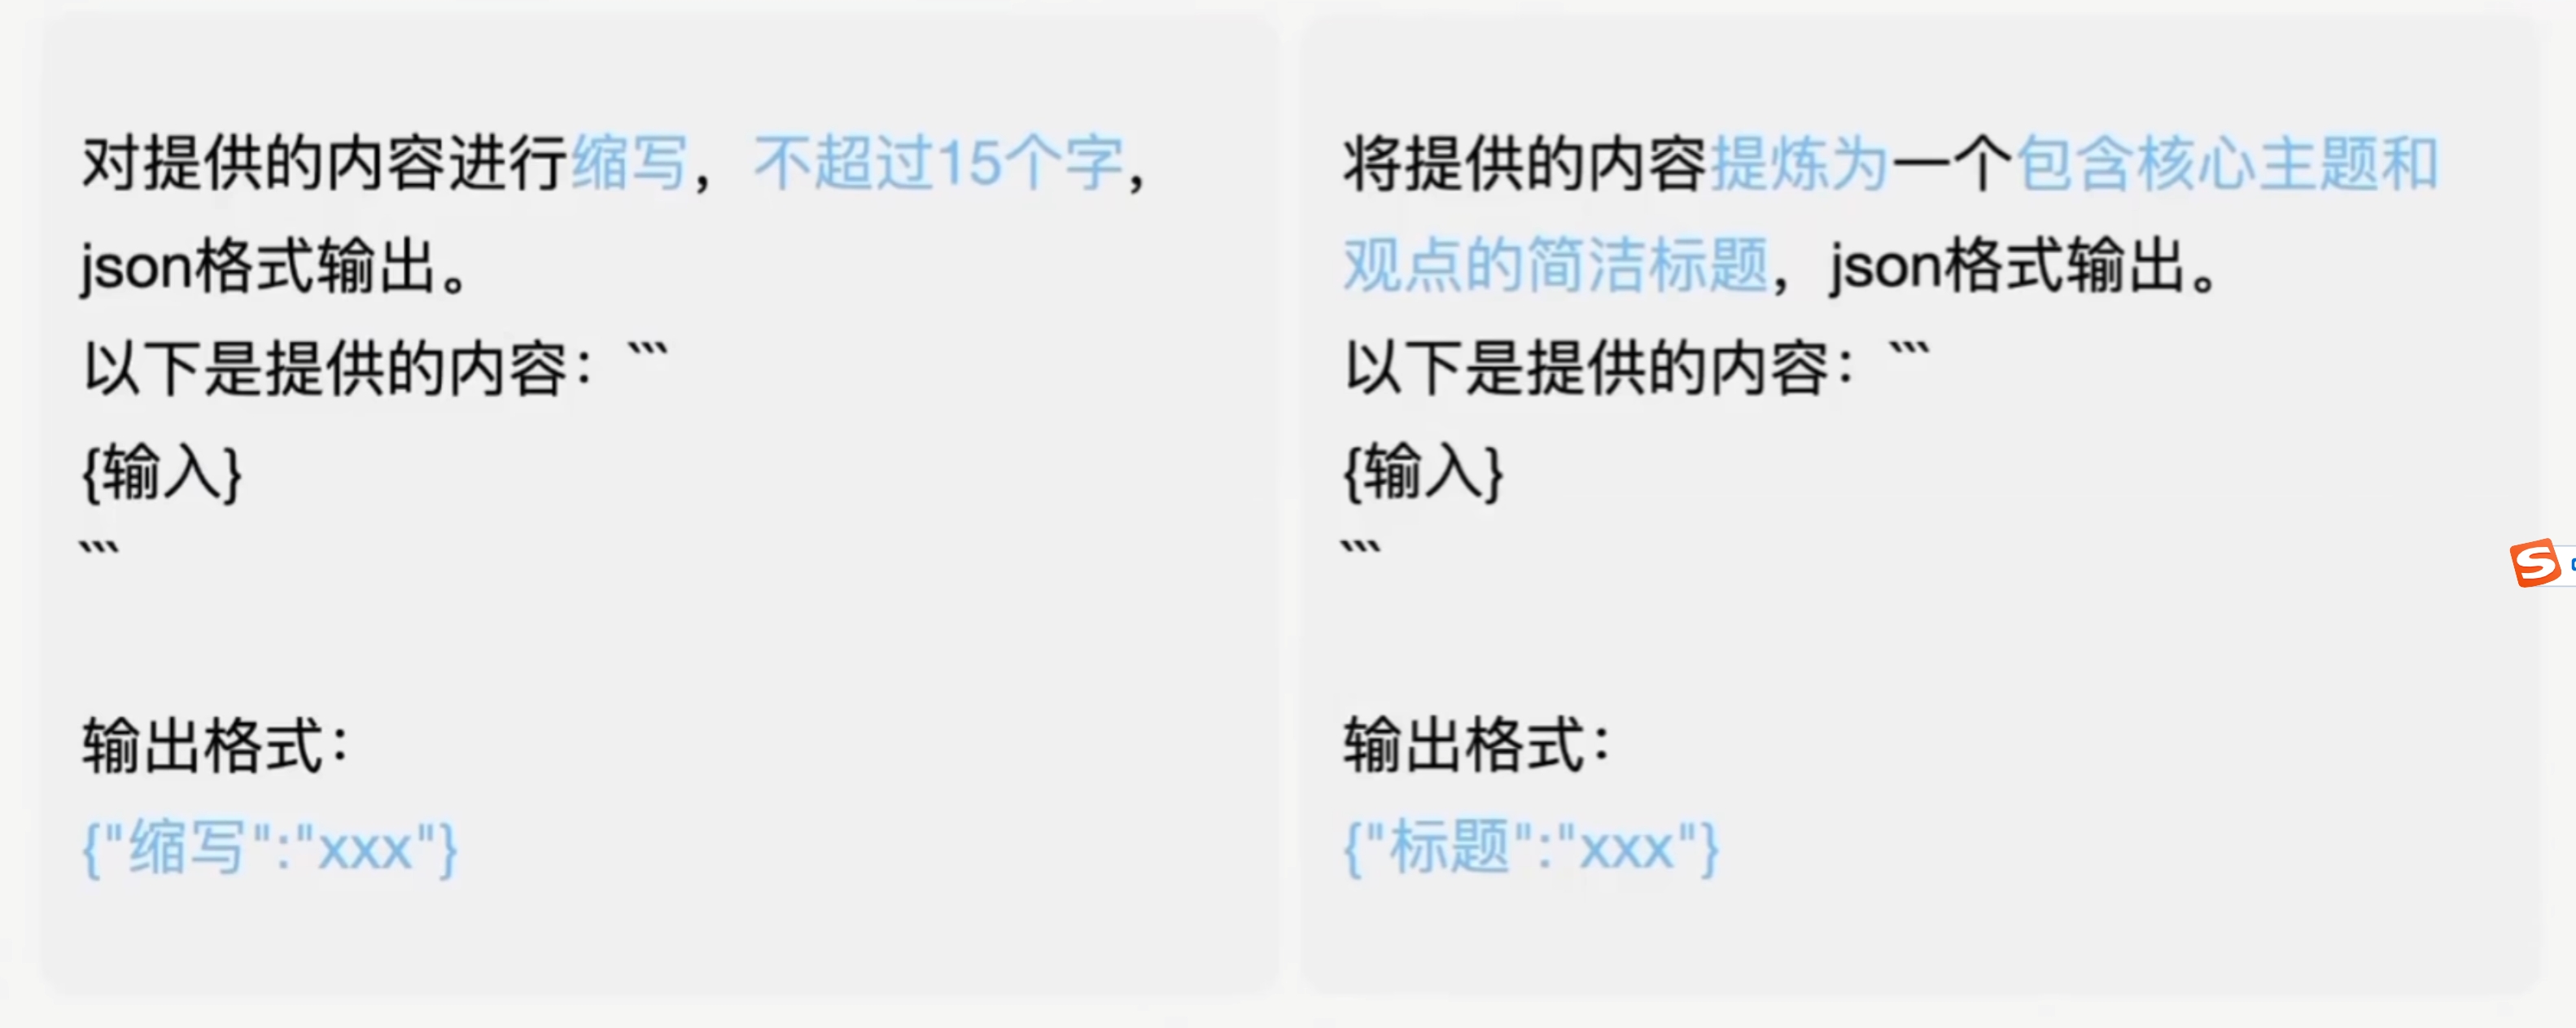 对提供的内容进行缩写，不超过15个字，
json格式输出。
以下是提供的内容：```
{输入}
```
输出格式：
{"缩写":"xxx"}
将提供的内容提炼为一个包含核心主题和
观点的简洁标题，json格式输出。
以下是提供的内容：```
{输入}
```
输出格式：
{"标题":"xxx"}